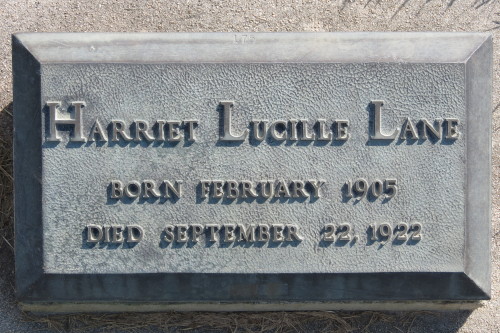 HARRIET LUCILLE LANE
BORN FEBRUARY 1905
DIED SEPTEMBER 22, 1922